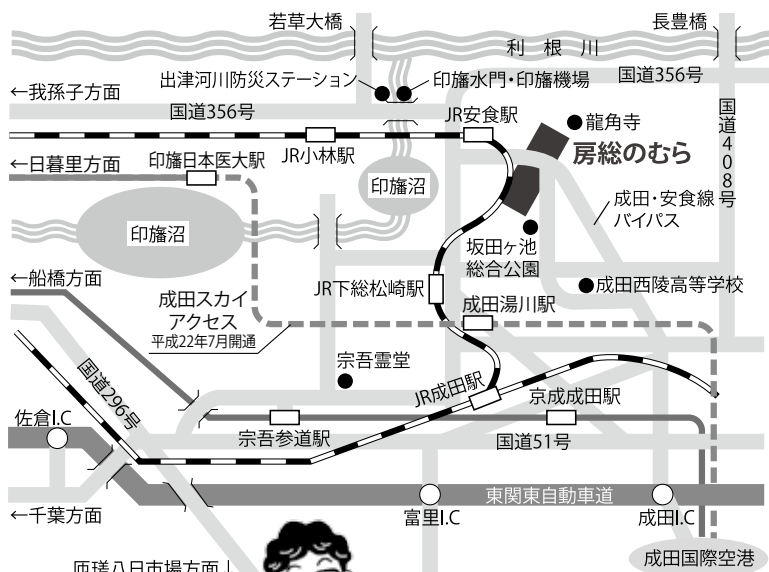 若草大橋
長豊橋
利根川
出津河川防災ステーション
印旛水門・印旛機場
国道356号
←我孫子方面
国道356号
JR安食駅
龍角寺
国道408号
房総のむら
JR小林駅
←日暮里方面
印旛日本医大駅
印旛沼
成田・安食線
バイパス
印旛沼
坂田ヶ池
総合公園
←船橋方面
JR下総松崎駅
成田西陵高等学校
成田スカイ
アクセス
平成22年7月開通
成田湯川駅
宗吾霊堂
国道296号
JR成田駅
京成成田駅
佐倉I.C
宗吾参道駅
国道51号
東関東自動車道
←千葉方面
富里I.C
成田I.C
成田国際空港
匝瑳八日市場方面↓